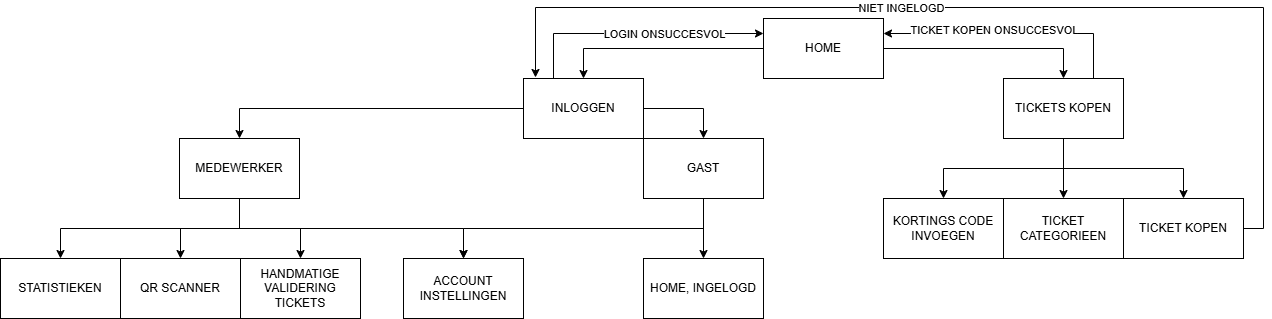 NIET INGELOGD
LOGIN ONSUCCESVOL
HOME
TICKET KOPEN ONSUCCESVOL
INLOGGEN
TICKETS KOPEN
MEDEWERKER
GAST
KORTINGS CODE
INVOEGEN
TICKET
CATEGORIEEN
TICKET KOPEN
STATISTIEKEN
QR SCANNER
HANDMATIGE
VALIDERING
TICKETS
ACCOUNT
INSTELLINGEN
HOME, INGELOGD